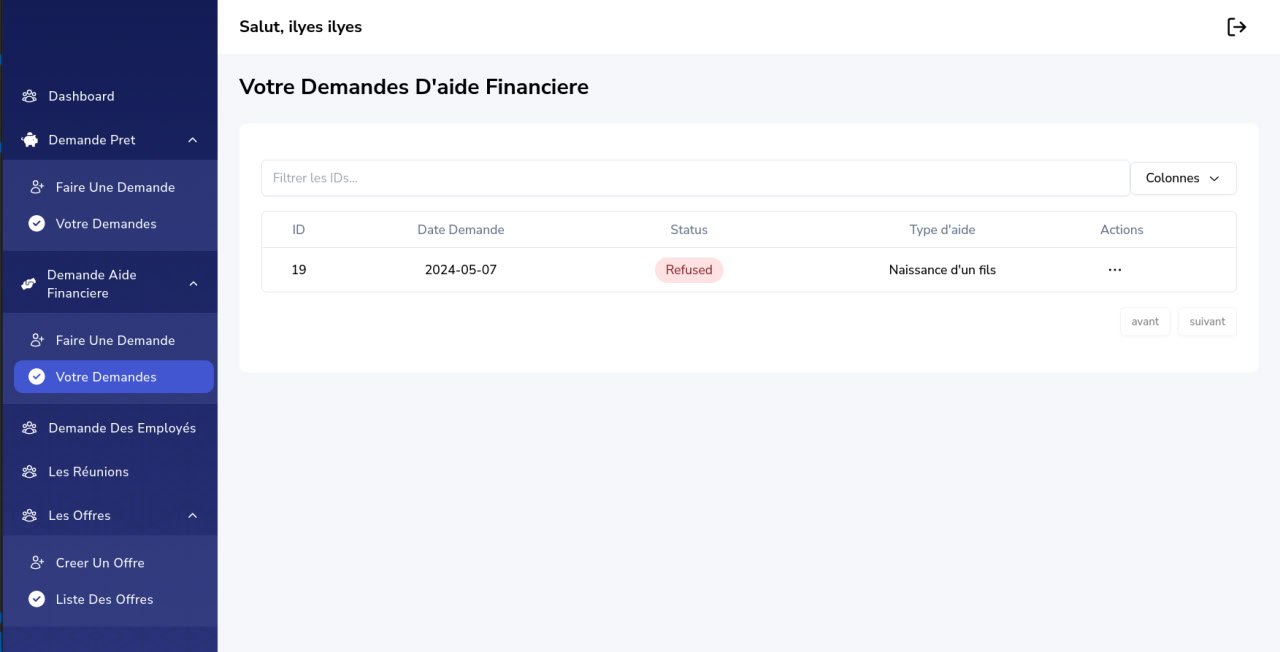 Salut, ilyes ilyes
Dashboard
Demande Pret
Faire Une Demande
Votre Demandes
Demande Aide
Financiere
Faire Une Demande
Votre Demandes
Demande Des Employés
Les Réunions
Les Offres
Creer Un Offre
Liste Des Offres
Votre Demandes D'aide Financiere
Filtrer les IDs...
Colonnes
ID Date Demande Status Type d'aide Actions
19 2024-05-07 Refused Naissance d'un fils ...
avant suivant